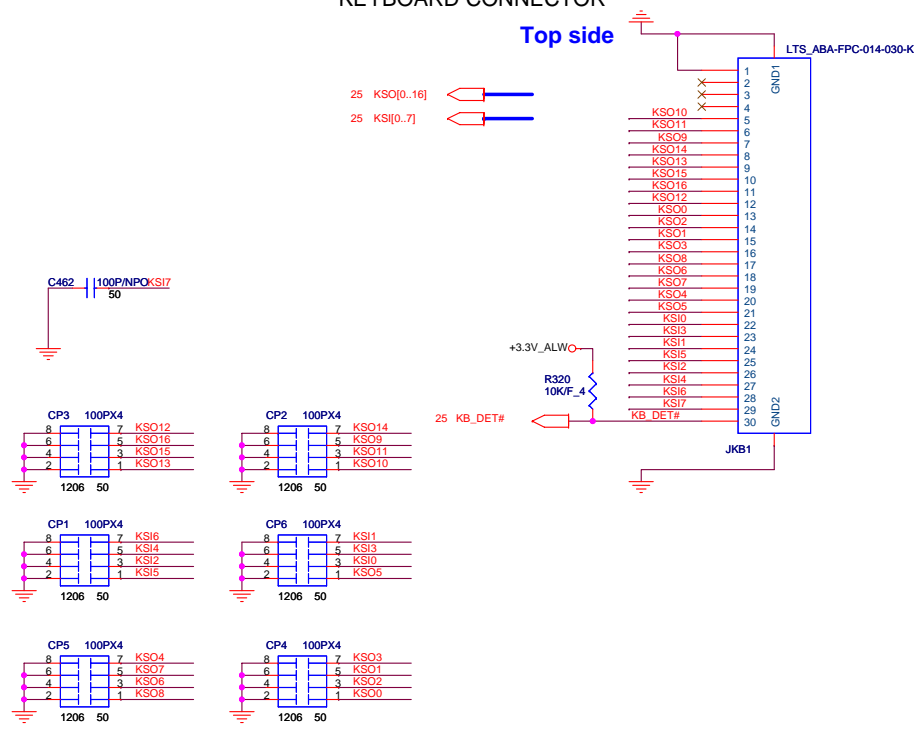 KEYBOARD CONNECTOR
Top side
LTS_ABA-FPC-014-030-K
25 KSO[0..16]
25 KSI[0..7]
GND1
1
2
3
4
KSO10 5
KSO11 6
KSO9 7
KSO14 8
KSO13 9
KSO15 10
KSO16 11
KSO12 12
KSO0 13
KSO2 14
KSO1 15
KSO3 16
KSO8 17
KSO6 18
KSO7 19
KSO4 20
KSO5 21
KSI0 22
KSI3 23
KSI1 24
KSI5 25
KSI2 26
KSI4 27
KSI6 28
KSI7 29
KB_DET# 30
GND2
JKB1
C462 100P/NPO KSI7
50
+3.3V_ALW
R320
10K/F_4
25 KB_DET#
CP3 100PX4
8 7 KSO12
6 5 KSO16
4 3 KSO15
2 1 KSO13
1206 50
CP2 100PX4
8 7 KSO14
6 5 KSO9
4 3 KSO11
2 1 KSO10
1206 50
CP1 100PX4
8 7 KSI6
6 5 KSI4
4 3 KSI2
2 1 KSI5
1206 50
CP6 100PX4
8 7 KSI1
6 5 KSI3
4 3 KSI0
2 1 KSO5
1206 50
CP5 100PX4
8 7 KSO4
6 5 KSO7
4 3 KSO6
2 1 KSO8
1206 50
CP4 100PX4
8 7 KSO3
6 5 KSO1
4 3 KSO2
2 1 KSO0
1206 50